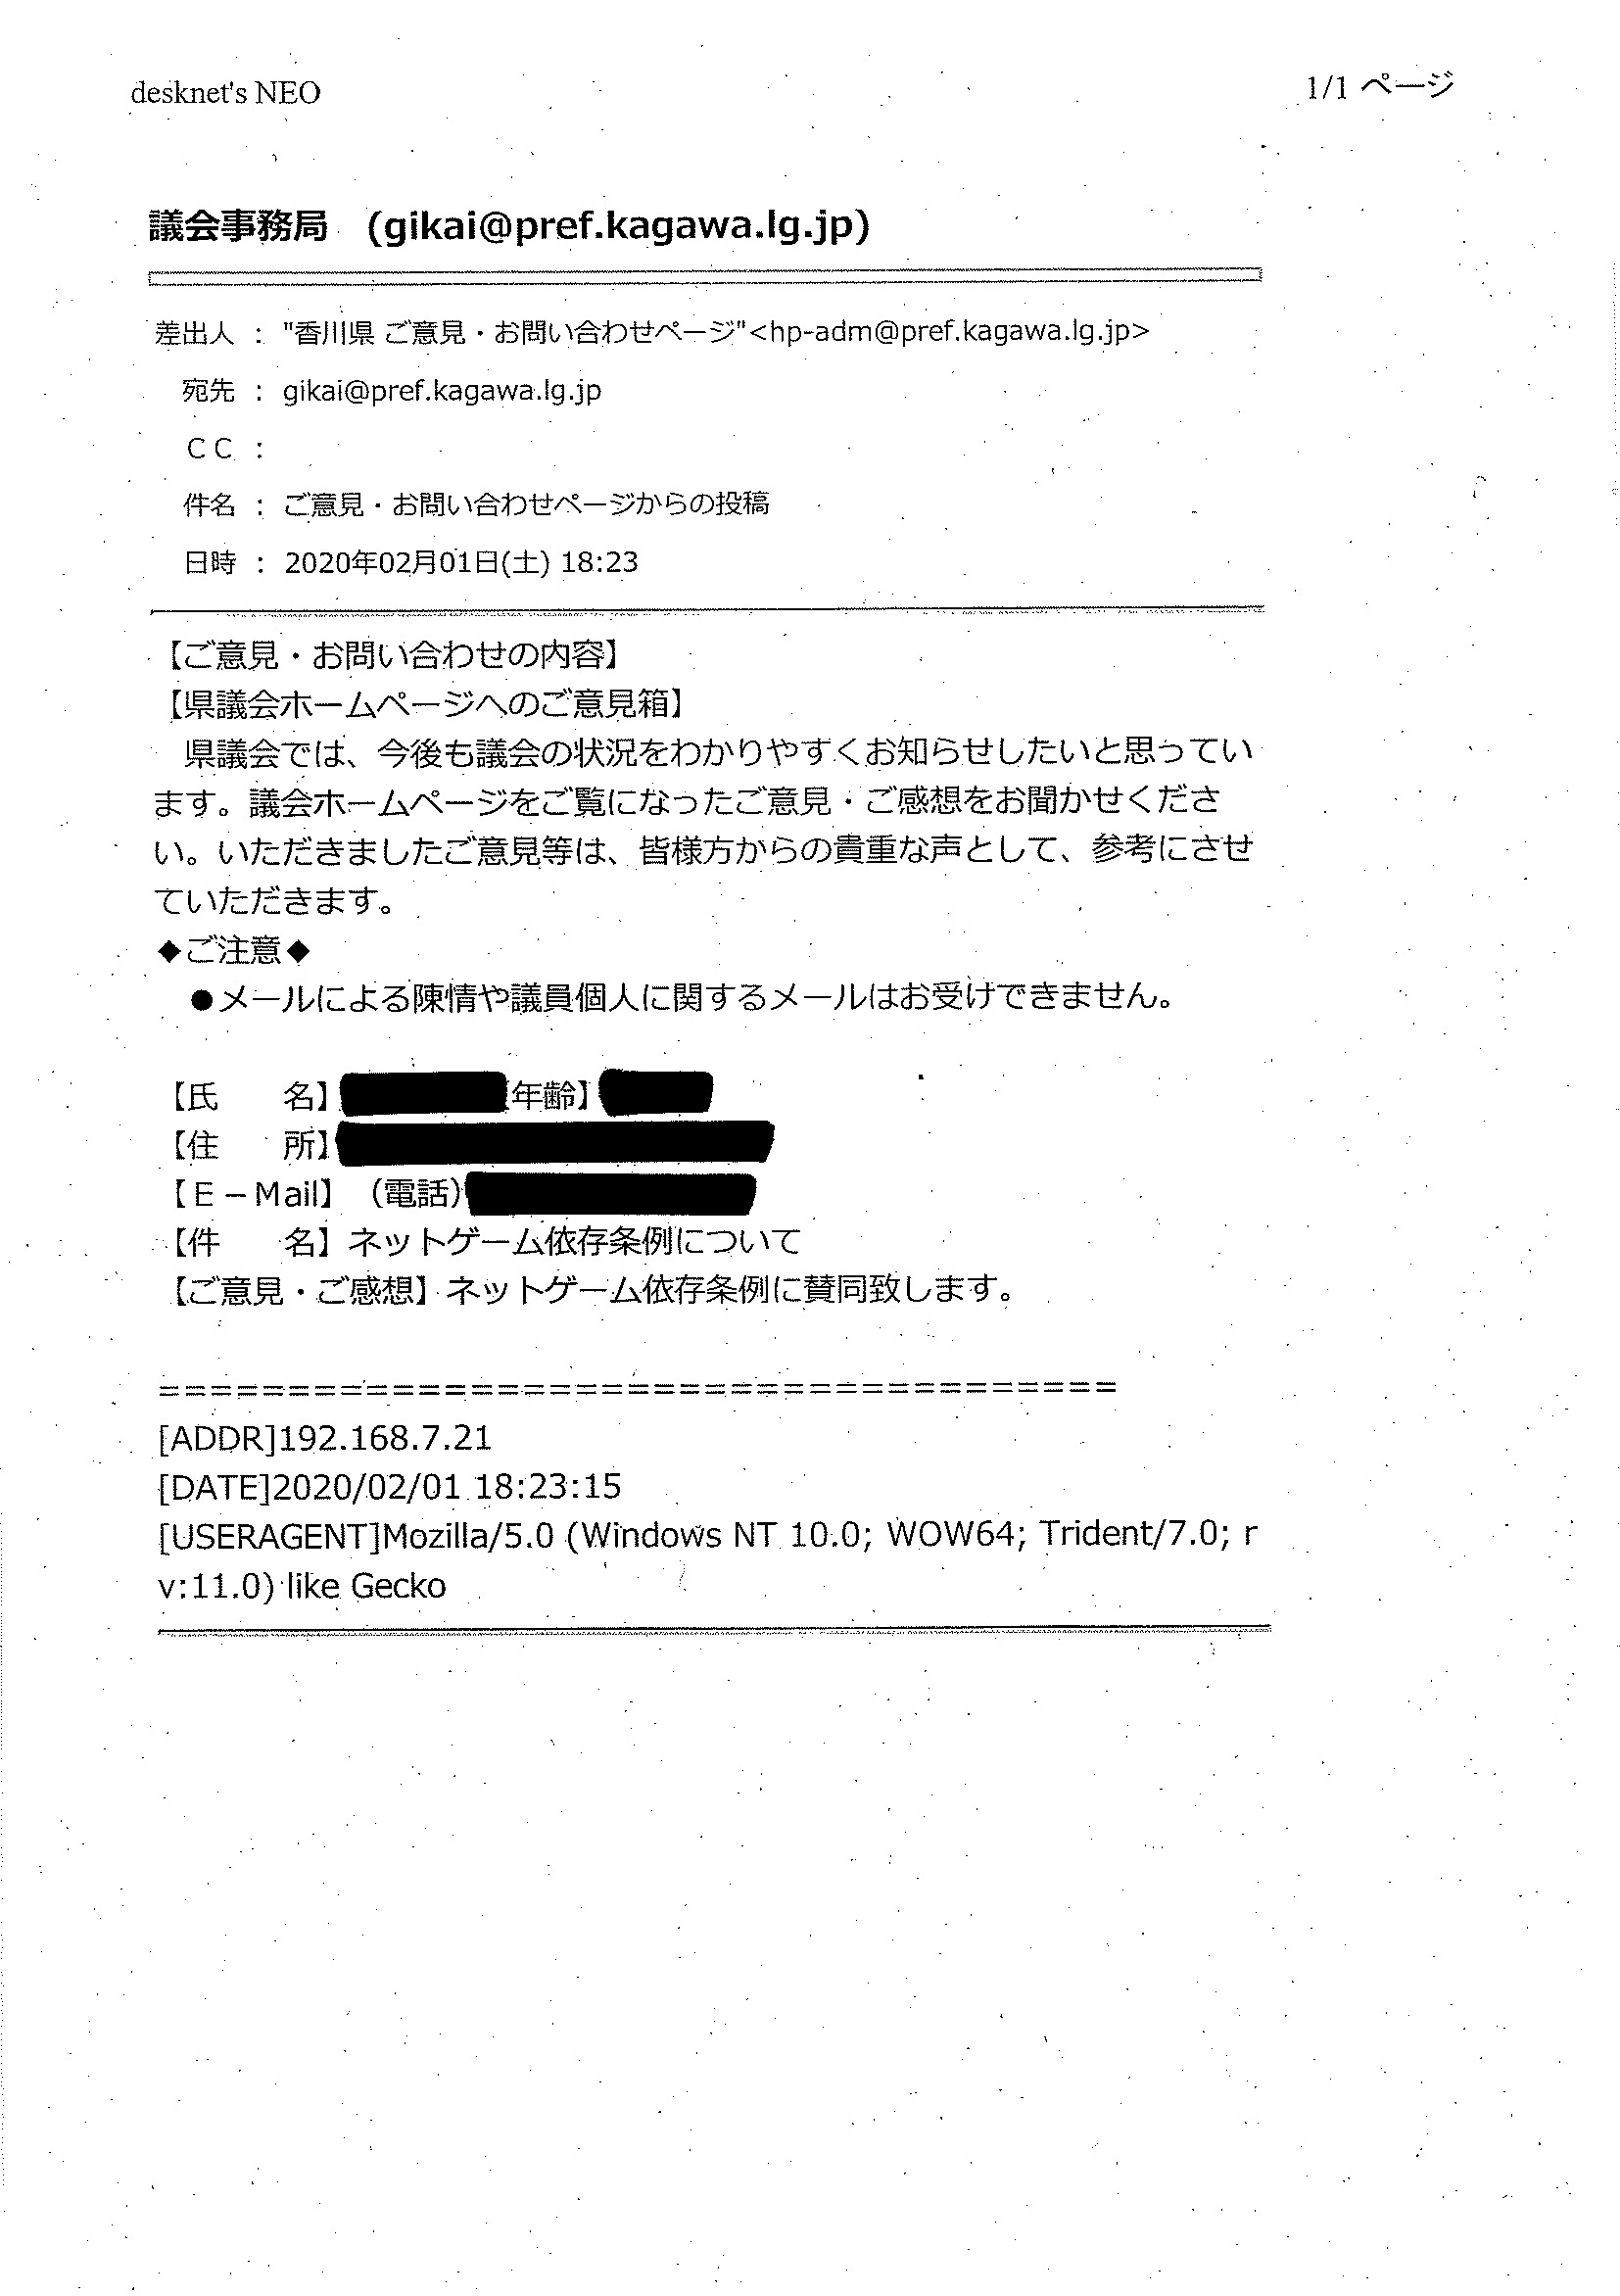 desknet's NEO
1/1 ページ
議会事務局　(gikai@pref.kagawa.lg.jp)
差出人 : "香川県 ご意見・お問い合わせページ"<hp-adm@pref.kagawa.lg.jp>
宛先 : gikai@pref.kagawa.lg.jp
ＣＣ :
件名 : ご意見・お問い合わせページからの投稿
日時 : 2020年02月01日(土) 18:23
【ご意見・お問い合わせの内容】
【県議会ホームページへのご意見箱】
　県議会では、今後も議会の状況をわかりやすくお知らせしたいと思ってい
ます。議会ホームページをご覧になったご意見・ご感想をお聞かせくださ
い。いただきましたご意見等は、皆様方からの貴重な声として、参考にさせ
ていただきます。
◆ご注意◆
　●メールによる陳情や議員個人に関するメールはお受けできません。
【氏　　名】 年齢】
【住　　所】
【Ｅ－Mail】（電話）
【件　　名】ネットゲーム依存条例について
【ご意見・ご感想】ネットゲーム依存条例に賛同致します。
=====================================
[ADDR]192.168.7.21
[DATE]2020/02/01 18:23:15
[USERAGENT]Mozilla/5.0 (Windows NT 10.0; WOW64; Trident/7.0; r
v:11.0) like Gecko